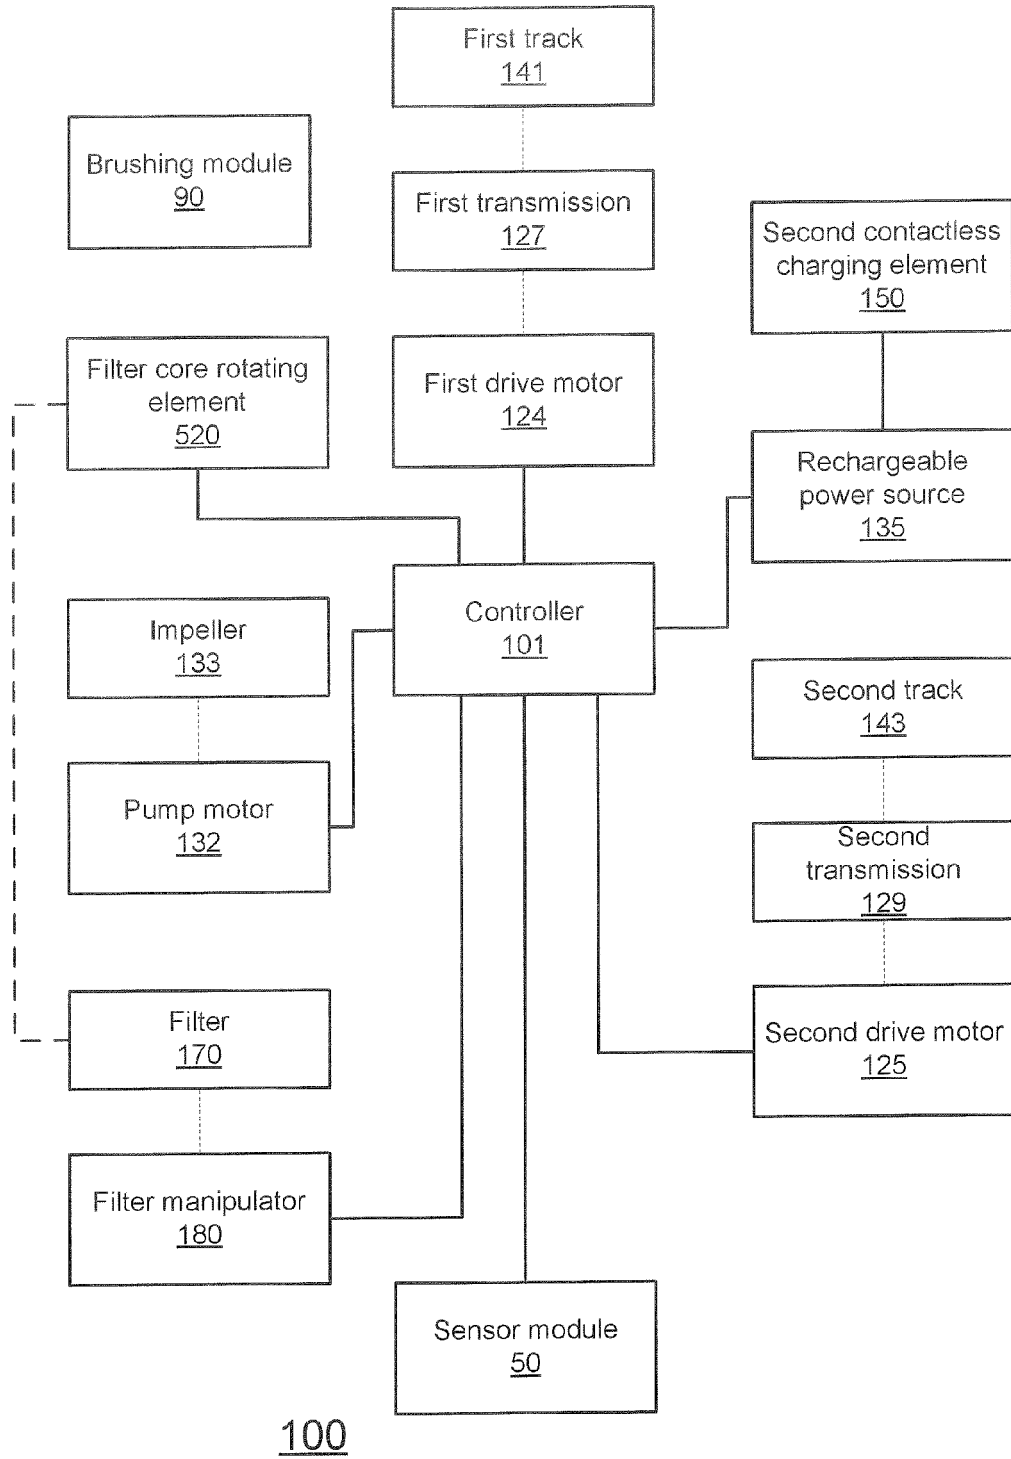 First track
141
Brushing module
90
First transmission
127
Second contactless
charging element
150
Filter core rotating
element
520
First drive motor
124
Rechargeable
power source
135
Impeller
133
Controller
101
Second track
143
Pump motor
132
Second
transmission
129
Filter
170
Second drive motor
125
Filter manipulator
180
Sensor module
50
100